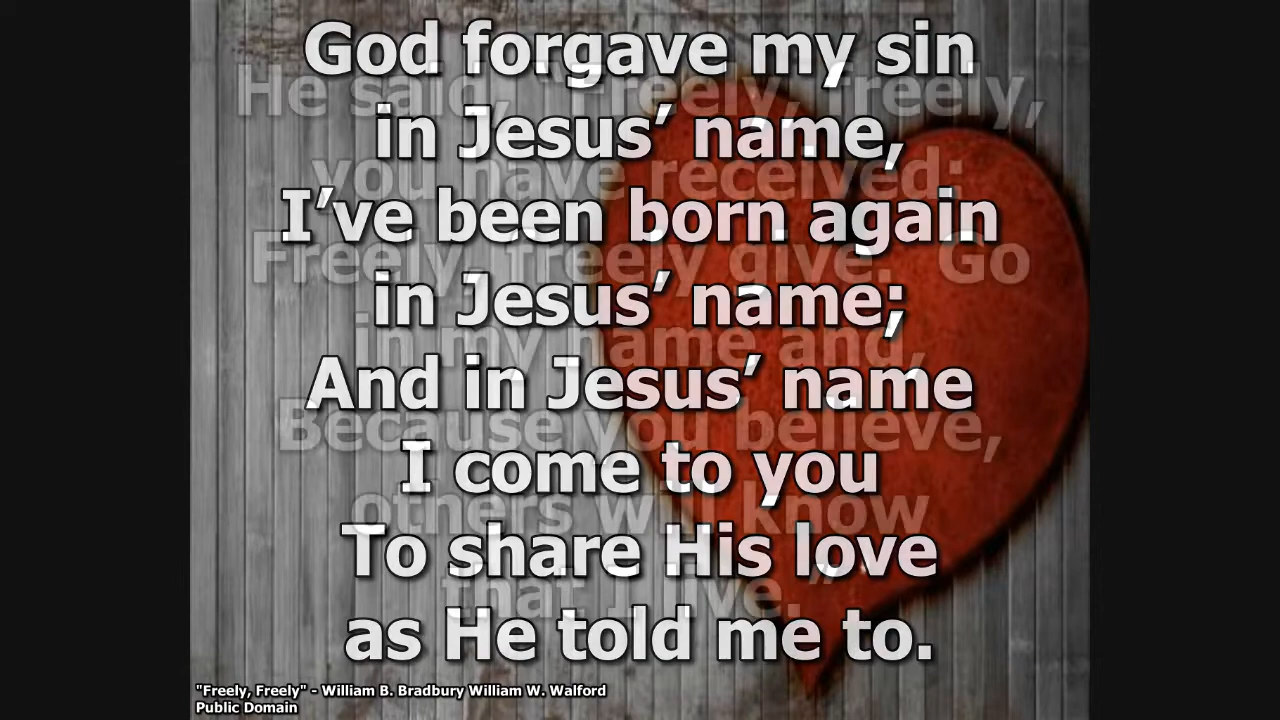 God forgave my sin
in Jesus’ name,
I’ve been born again
in Jesus’ name;
And in Jesus’ name
I come to you
To share His love
as He told me to.
He said, “Freely, freely,
you have received;
Freely, freely give.  Go
in my name and,
Because you believe,
others will know
that I live.”
"Freely, Freely" - William B. Bradbury William W. Walford
Public Domain